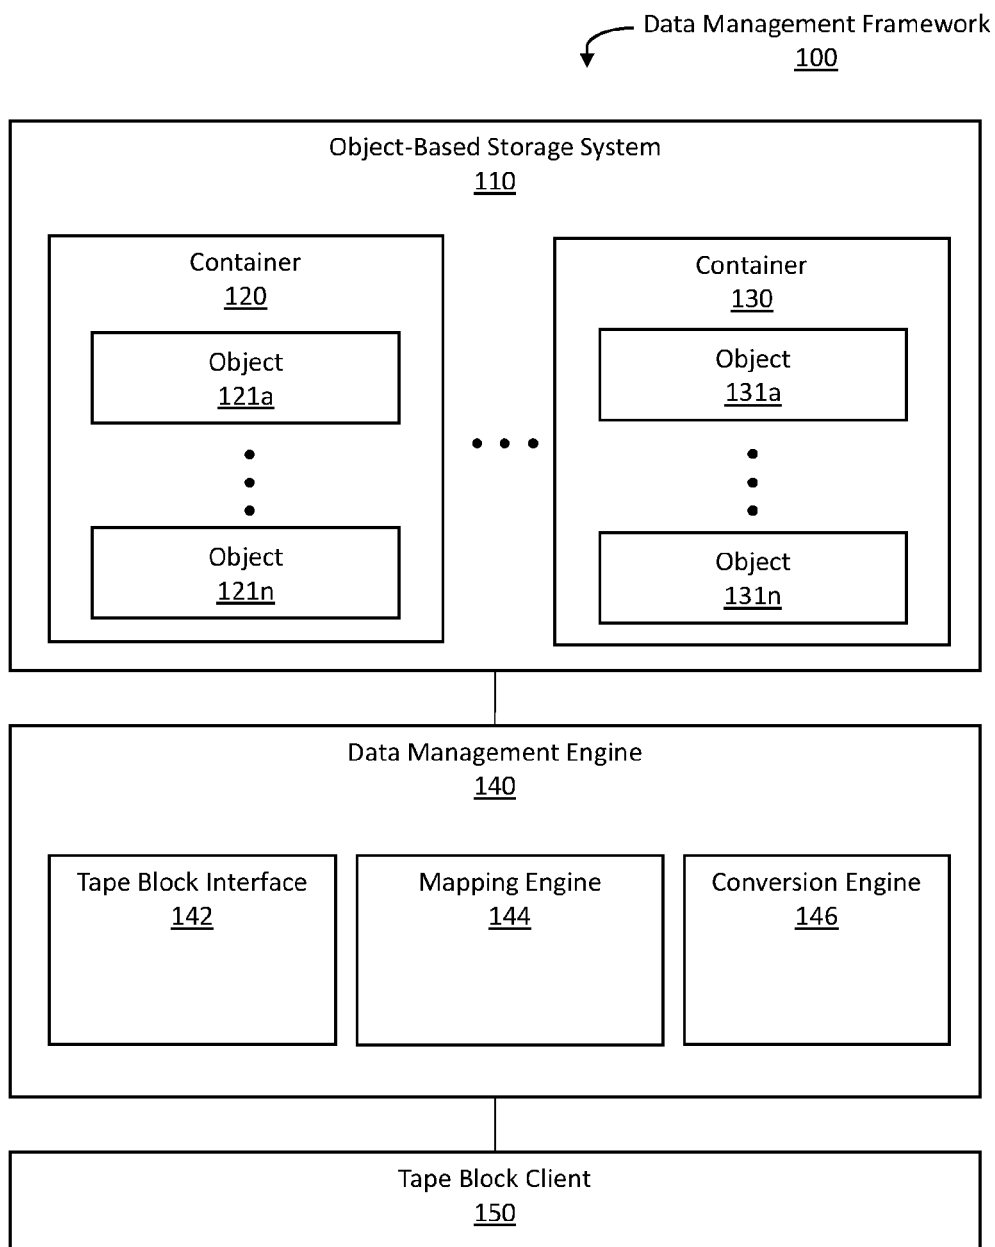 Data Management Framework
100
Object-Based Storage System
110
Container
120
Object
121a
Object
121n
Container
130
Object
131a
Object
131n
Data Management Engine
140
Tape Block Interface
142
Mapping Engine
144
Conversion Engine
146
Tape Block Client
150